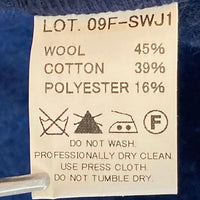 LOT. 09F-SWJ1
WOOL 45%
COTTON 39%
POLYESTER 16%
F
DO NOT WASH.
PROFESSIONALLY DRY CLEAN
USE PRESS CLOTH
DO NOT TUMBLE DRY.